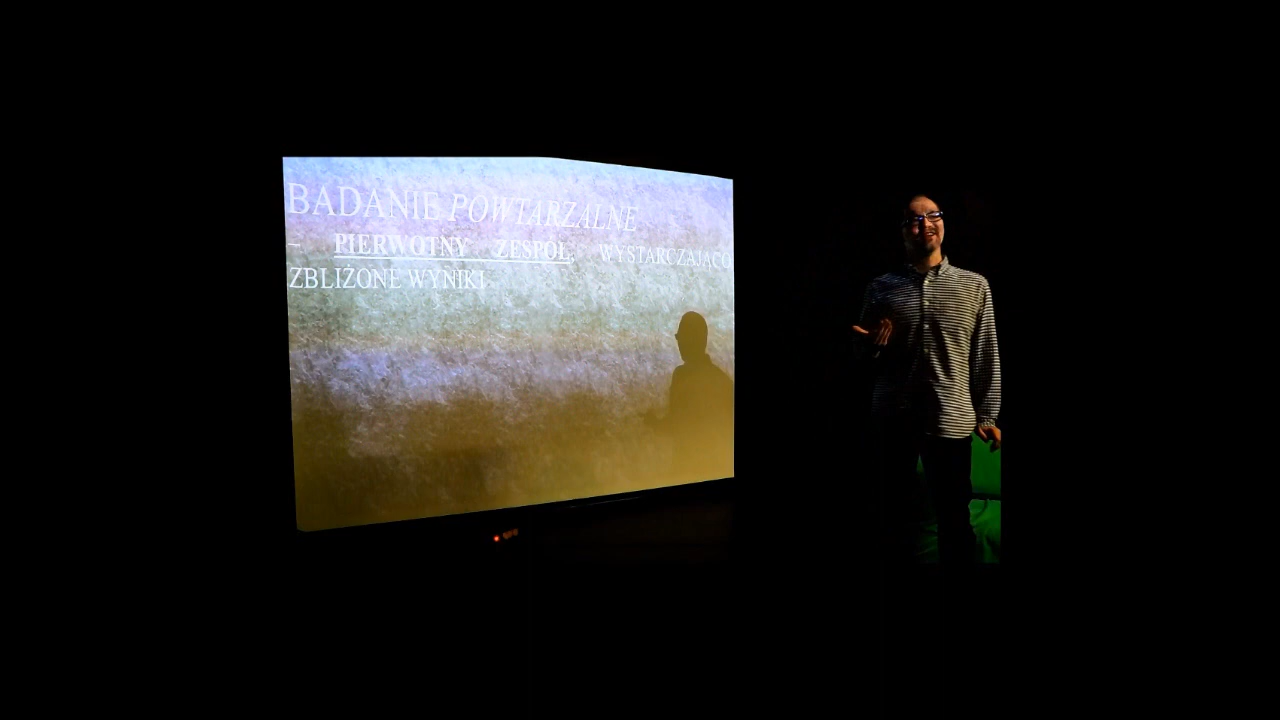 BADANIE POWTARZALNE
– PIERWOTNY ZESPÓŁ, WYSTARCZAJĄCO
ZBLIŻONE WYNIKI